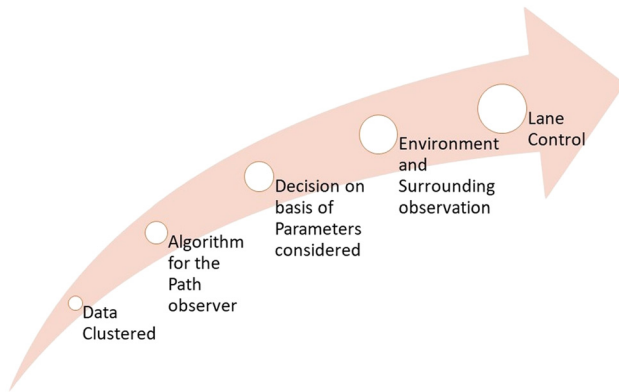 Data
Clustered
Algorithm
for the
Path
observer
Decision on
basis of
Parameters
considered
Environment
and
Surrounding
observation
Lane
Control